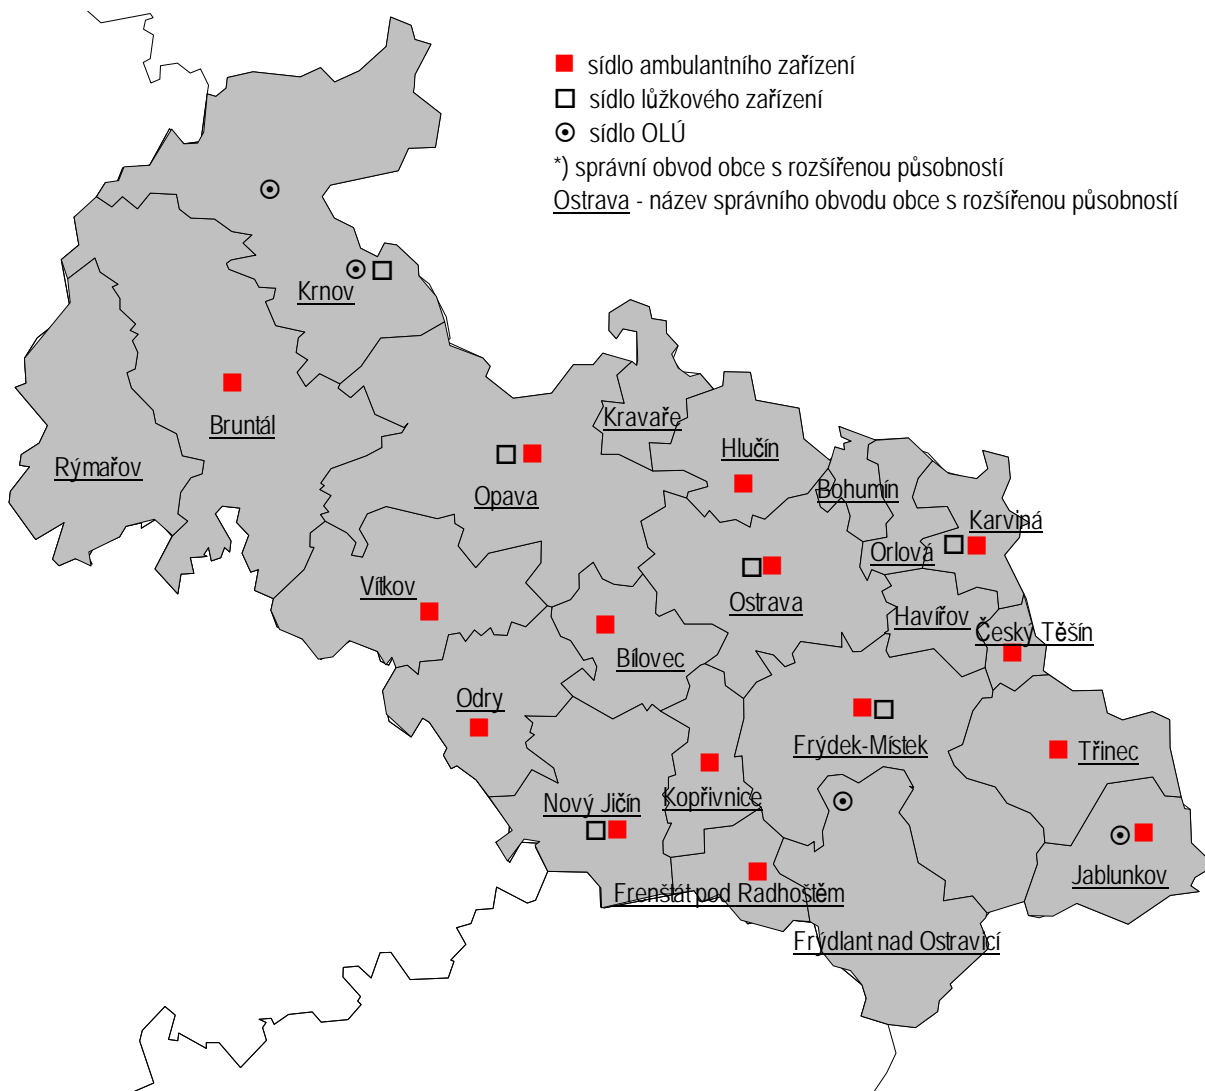 sídlo ambulantního zařízení
sídlo lůžkového zařízení
sídlo OLÚ
*) správní obvod obce s rozšířenou působností
Ostrava - název správního obvodu obce s rozšířenou působností
Krnov
Kravaře
Bruntál
Hlučín
Rýmařov
Opava
Bohumín
Karviná
Orlová
Vítkov
Ostrava
Havířov
Český Těšín
Bílovec
Odry
Frýdek-Místek
Třinec
Nový Jičín
Kopřivnice
Jablunkov
Frenštát pod Radhoštěm
Frýdlant nad Ostravicí